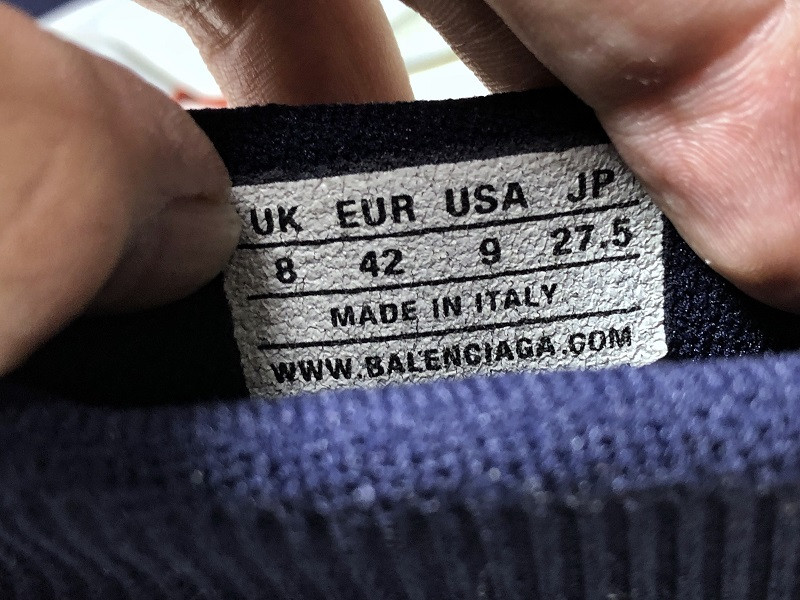 UK EUR USA JP
8 42 9 27.5
MADE IN ITALY
WWW.BALENCIAGA.COM